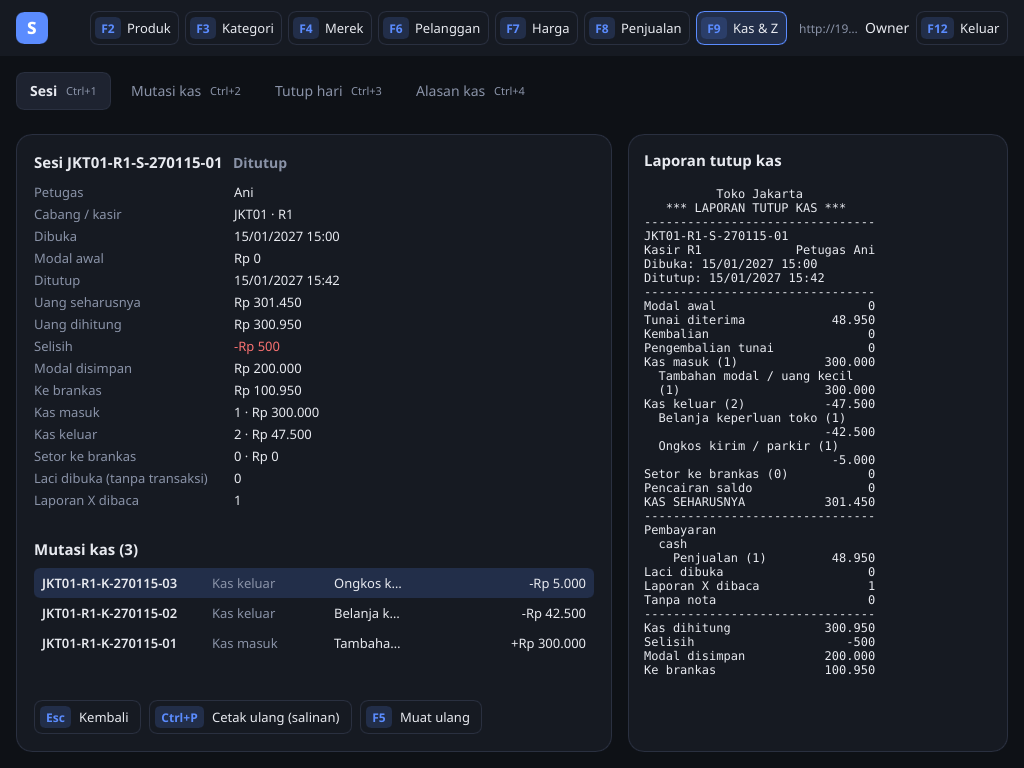 S F2 Produk F3 Kategori F4 Merek F6 Pelanggan F7 Harga F8 Penjualan F9 Kas & Z http://19... Owner F12 Keluar
Sesi Ctrl+1 Mutasi kas Ctrl+2 Tutup hari Ctrl+3 Alasan kas Ctrl+4
Sesi JKT01-R1-S-270115-01 Ditutup
Petugas Ani
Cabang / kasir JKT01 · R1
Dibuka 15/01/2027 15:00
Modal awal Rp 0
Ditutup 15/01/2027 15:42
Uang seharusnya Rp 301.450
Uang dihitung Rp 300.950
Selisih -Rp 500
Modal disimpan Rp 200.000
Ke brankas Rp 100.950
Kas masuk 1 · Rp 300.000
Kas keluar 2 · Rp 47.500
Setor ke brankas 0 · Rp 0
Laci dibuka (tanpa transaksi) 0
Laporan X dibaca 1
Mutasi kas (3)
JKT01-R1-K-270115-03 Kas keluar Ongkos k... -Rp 5.000
JKT01-R1-K-270115-02 Kas keluar Belanja k... -Rp 42.500
JKT01-R1-K-270115-01 Kas masuk Tambaha... +Rp 300.000
Esc Kembali Ctrl+P Cetak ulang (salinan) F5 Muat ulang
Laporan tutup kas
Toko Jakarta
*** LAPORAN TUTUP KAS ***
--------------------------------
JKT01-R1-S-270115-01
Kasir R1 Petugas Ani
Dibuka: 15/01/2027 15:00
Ditutup: 15/01/2027 15:42
--------------------------------
Modal awal 0
Tunai diterima 48.950
Kembalian 0
Pengembalian tunai 0
Kas masuk (1) 300.000
Tambahan modal / uang kecil
(1) 300.000
Kas keluar (2) -47.500
Belanja keperluan toko (1)
-42.500
Ongkos kirim / parkir (1)
-5.000
Setor ke brankas (0) 0
Pencairan saldo 0
KAS SEHARUSNYA 301.450
--------------------------------
Pembayaran
cash
Penjualan (1) 48.950
Laci dibuka 0
Laporan X dibaca 1
Tanpa nota 0
--------------------------------
Kas dihitung 300.950
Selisih -500
Modal disimpan 200.000
Ke brankas 100.950